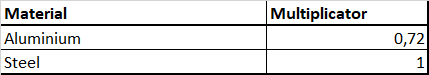 Material Multiplicator
Aluminium 0,72
Steel 1